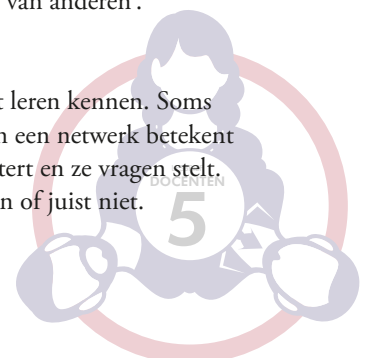 van anderen’.
t leren kennen. Soms
n een netwerk betekent
tert en ze vragen stelt.
DOCENTEN
n of juist niet.
5